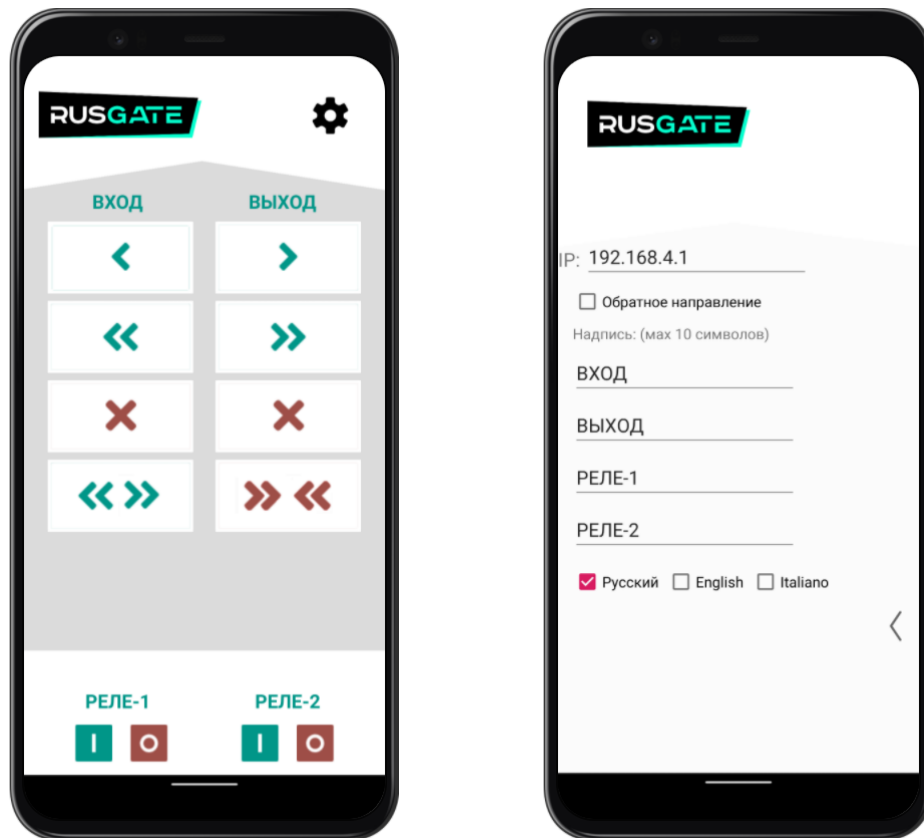 RUSGATE
ВХОД ВЫХОД
РЕЛЕ-1 РЕЛЕ-2
I O I O
RUSGATE
IP: 192.168.4.1
Обратное направление
Надпись: (мах 10 символов)
ВХОД
ВЫХОД
РЕЛЕ-1
РЕЛЕ-2
Русский English Italiano